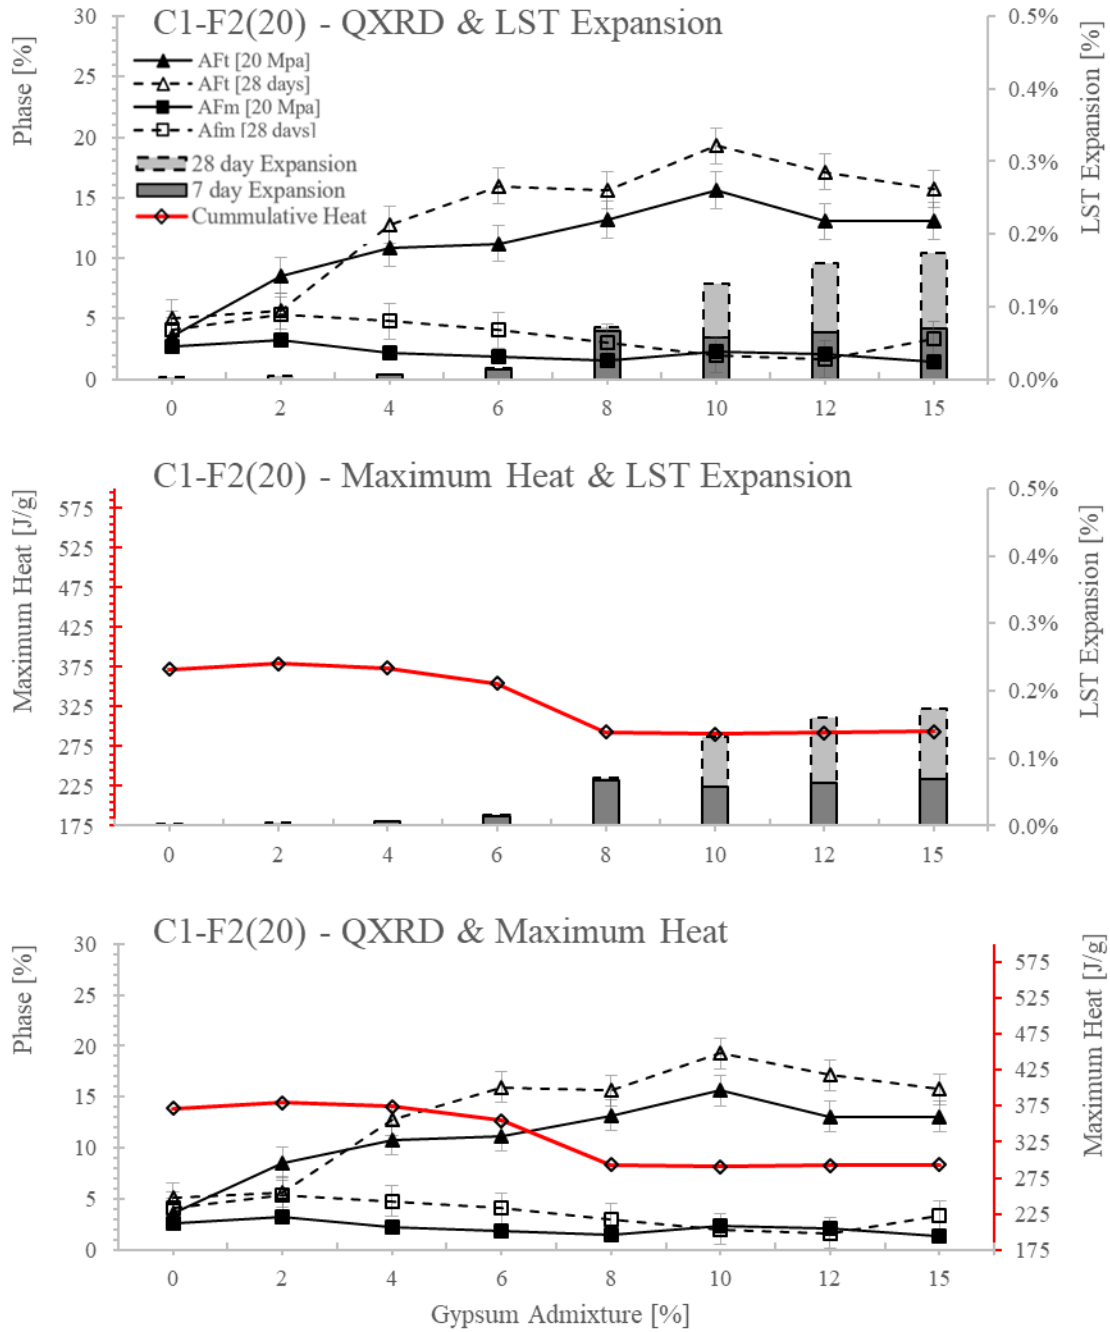 C1-F2(20) - QXRD & LST Expansion
Phase [%]
LST Expansion [%]
30
25
20
15
10
5
0
0.5%
0.4%
0.3%
0.2%
0.1%
0.0%
AFt [20 Mpa]
AFt [28 days]
AFm [20 Mpa]
Afm [28 days]
28 day Expansion
7 day Expansion
Cummulative Heat
0 2 4 6 8 10 12 15
C1-F2(20) - Maximum Heat & LST Expansion
Maximum Heat [J/g]
LST Expansion [%]
575
525
475
425
375
325
275
225
175
0.5%
0.4%
0.3%
0.2%
0.1%
0.0%
0 2 4 6 8 10 12 15
C1-F2(20) - QXRD & Maximum Heat
Phase [%]
Maximum Heat [J/g]
30
25
20
15
10
5
0
575
525
475
425
375
325
275
225
175
0 2 4 6 8 10 12 15
Gypsum Admixture [%]